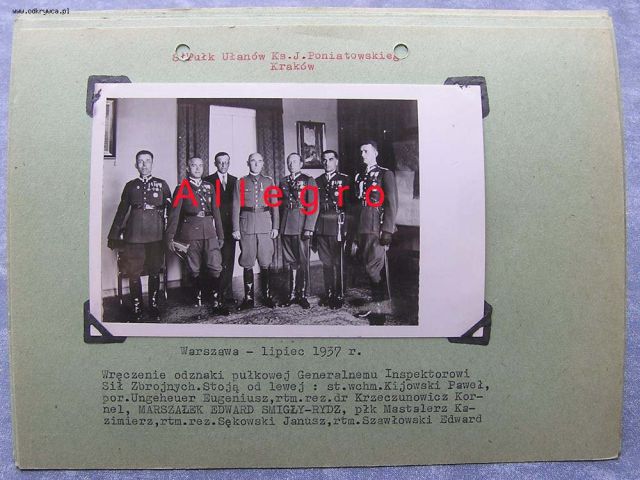 www.odkrywca.pl
8.Pułk Ułanów Ks.J.Poniatowskieg
Kraków
Allegro
Warszawa - lipiec 1937 r.
Wręczenie odznaki pułkowej Generalnemu Inspektorowi
Sił Zbrojnych.Stoją od lewej : st.wchm.Kijowski Paweł,
por.Ungeheuer Eugeniusz,rtm.rez.dr Krzeczunowicz Kor-
nel, MARSZAŁEK EDWARD SMIGŁY-RYDZ, płk Mastalerz Ka-
zimierz,rtm.rez.Sękowski Janusz,rtm.Szawłowski Edward